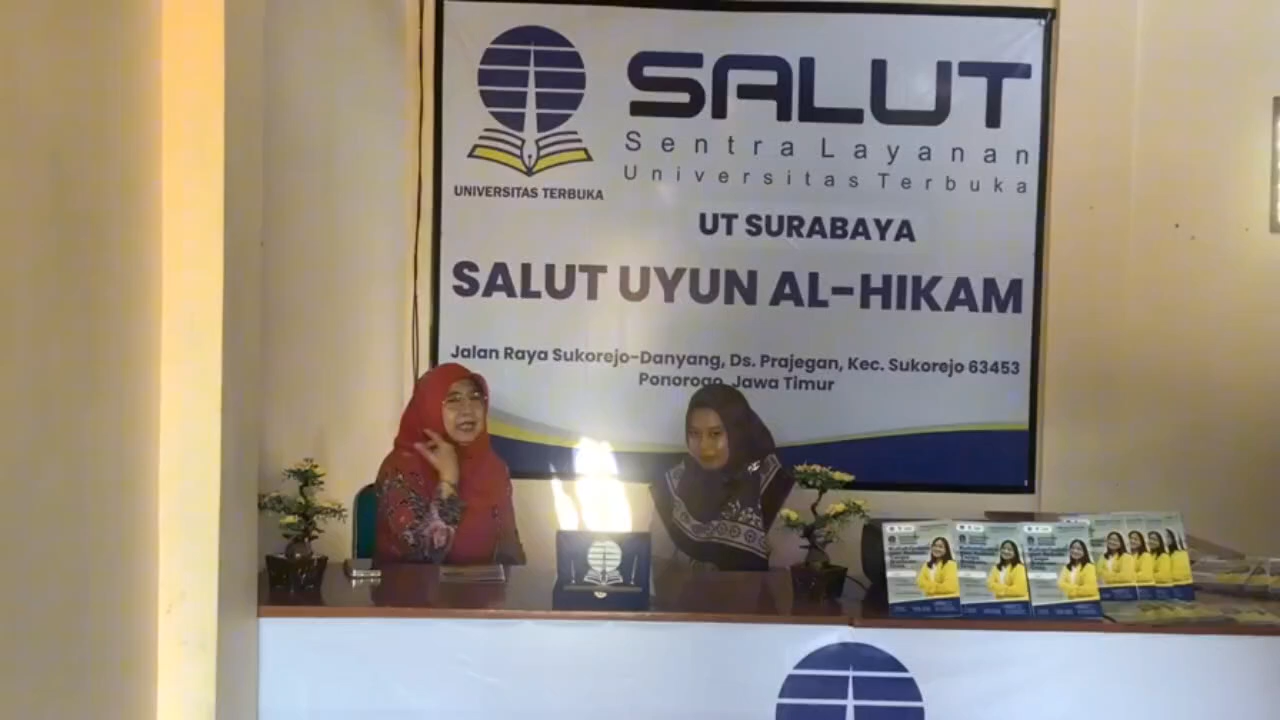 SALUT
Sentra Layanan
Universitas Terbuka
UNIVERSITAS TERBUKA
UT SURABAYA
SALUT UYUN AL-HIKAM
Jalan Raya Sukorejo-Danyang, Ds. Prajegan, Kec. Sukorejo 63453
Ponorogo, Jawa Timur